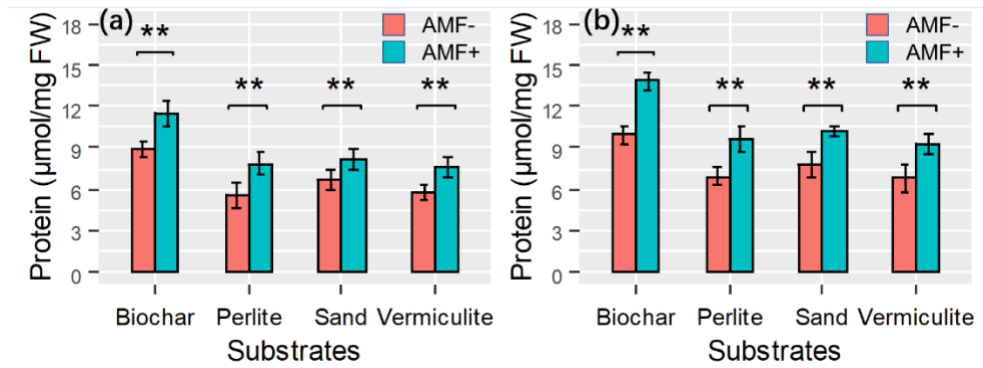 (a)
Protein (μmol/mg FW)
18
15
12
9
6
3
0
**
**
**
**
AMF-
AMF+
Biochar
Perlite
Sand
Vermiculite
Substrates
(b)
Protein (μmol/mg FW)
18
15
12
9
6
3
0
**
**
**
**
AMF-
AMF+
Biochar
Perlite
Sand
Vermiculite
Substrates